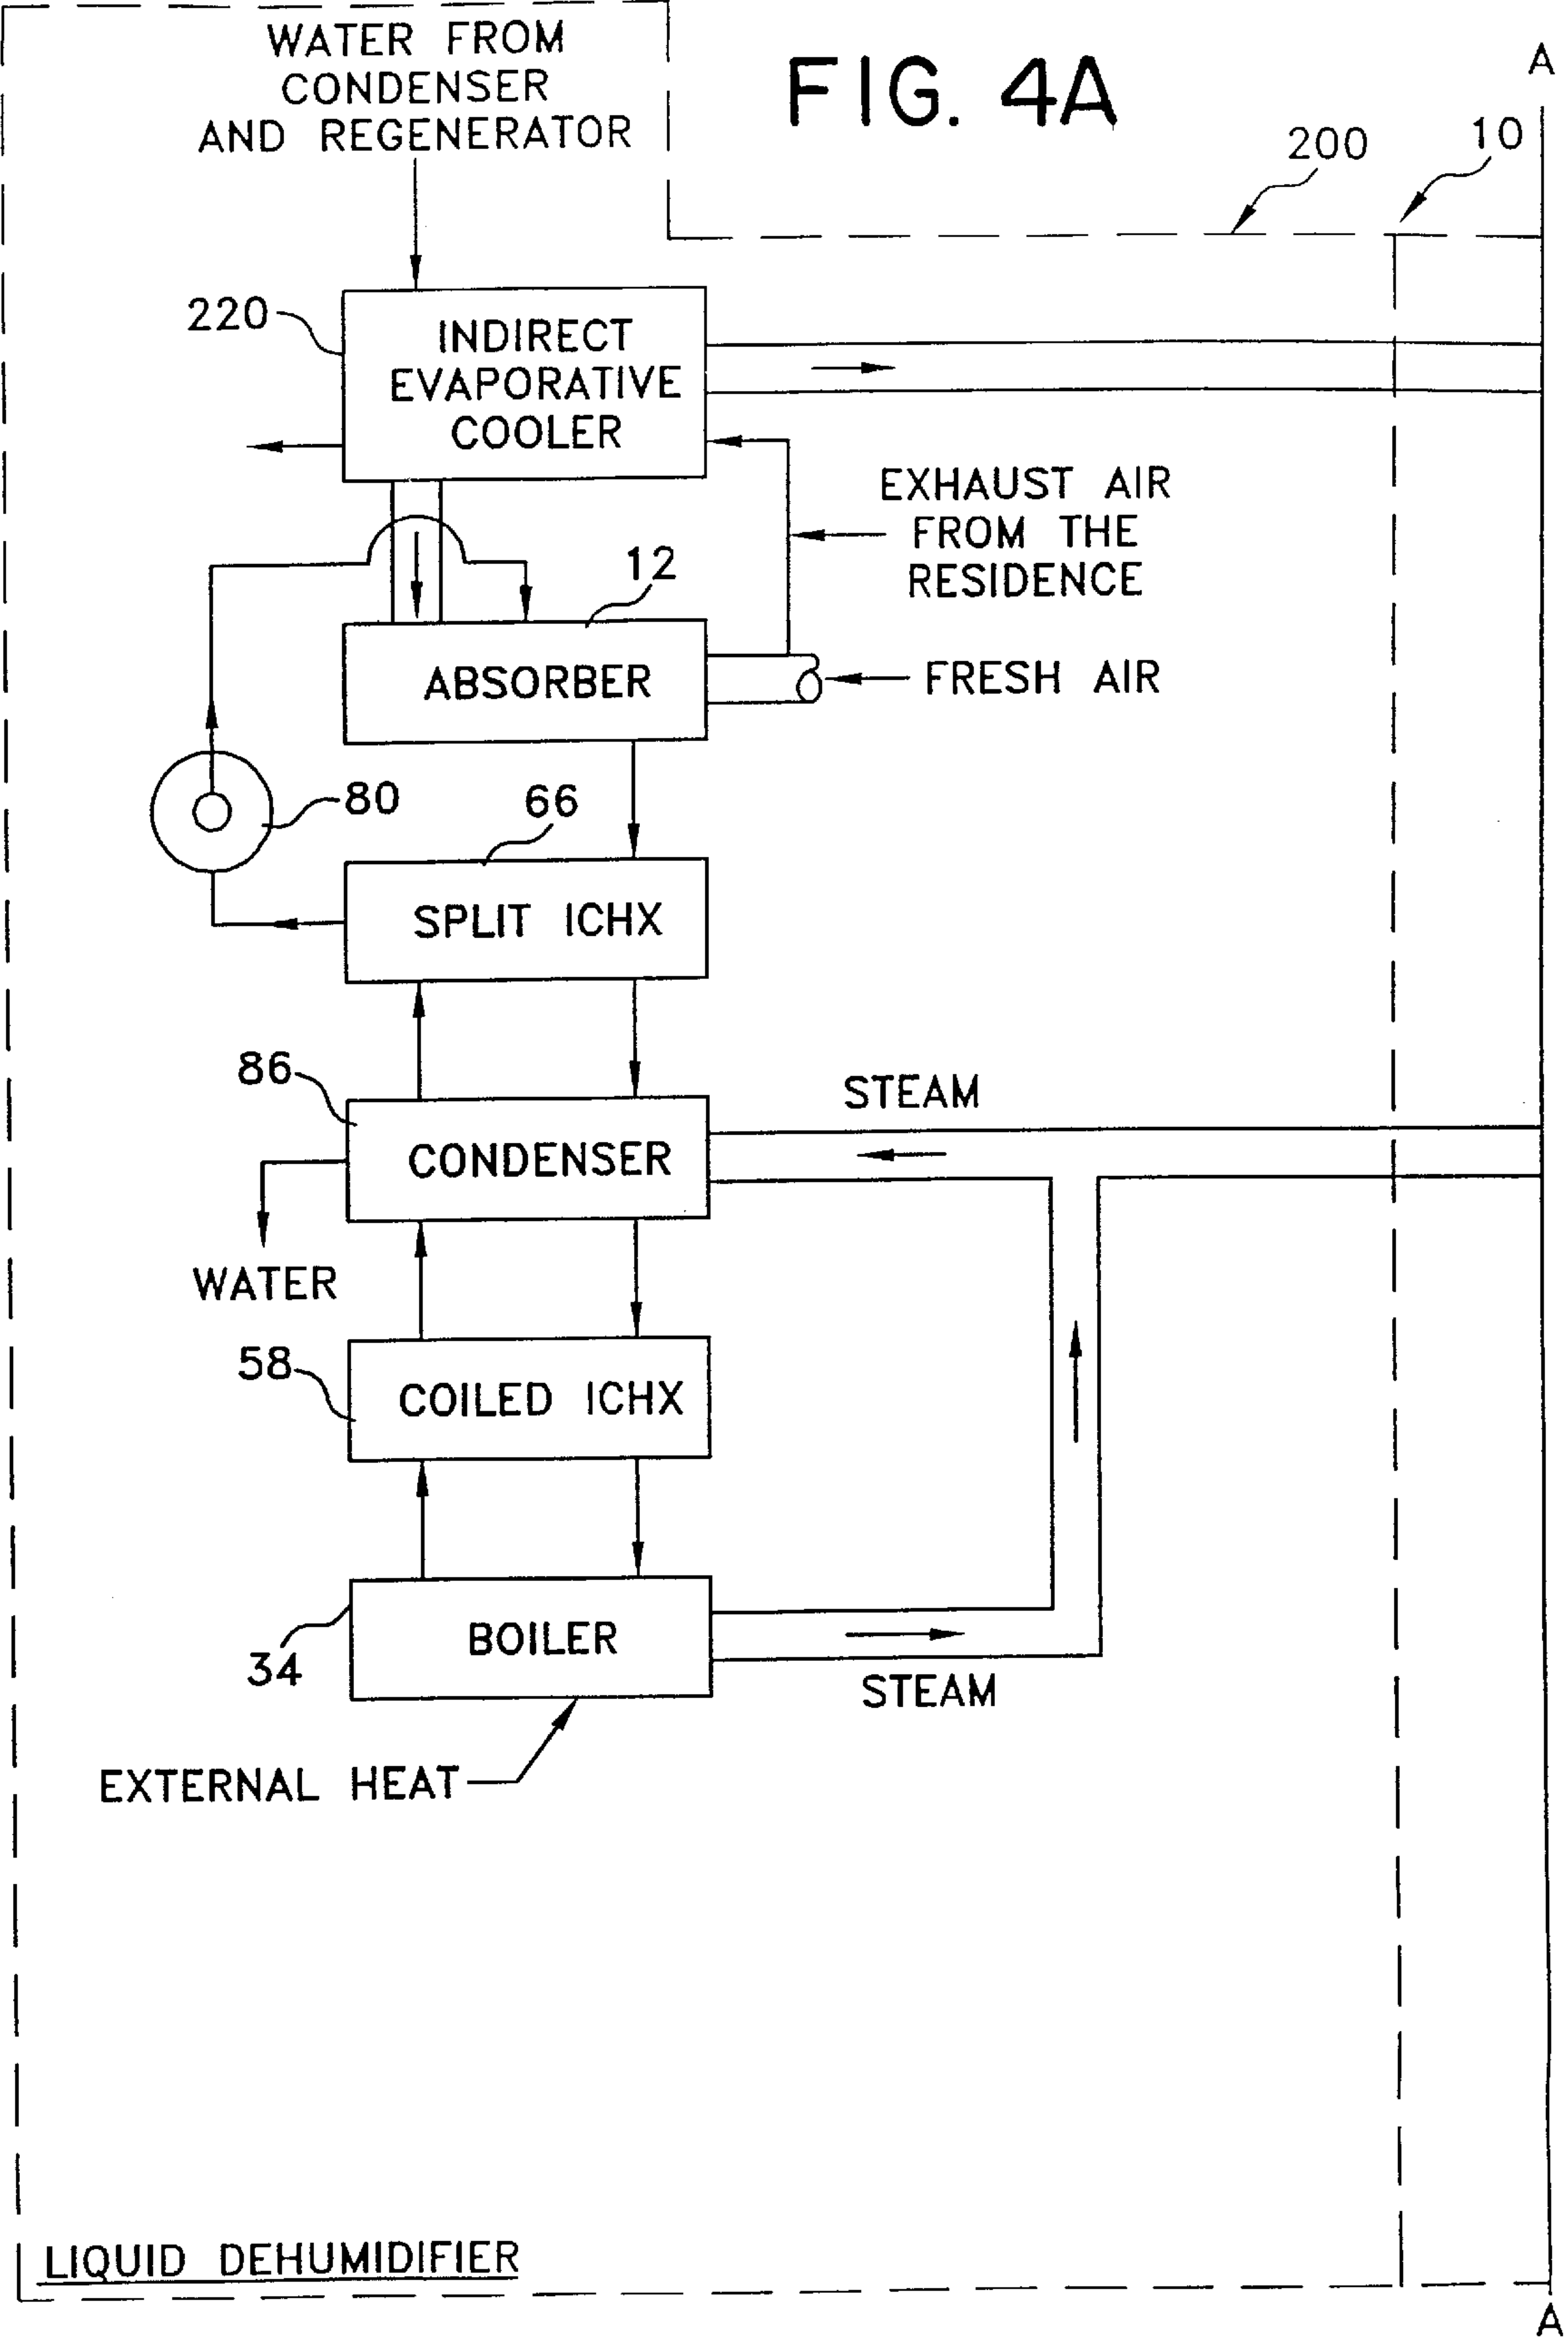 WATER FROM
CONDENSER
AND REGENERATOR
FIG. 4A
A
200
10
220
INDIRECT
EVAPORATIVE
COOLER
EXHAUST AIR
FROM THE
RESIDENCE
12
ABSORBER
FRESH AIR
80
66
SPLIT ICHX
86
STEAM
CONDENSER
WATER
58
COILED ICHX
34
BOILER
STEAM
EXTERNAL HEAT
LIQUID DEHUMIDIFIER
A